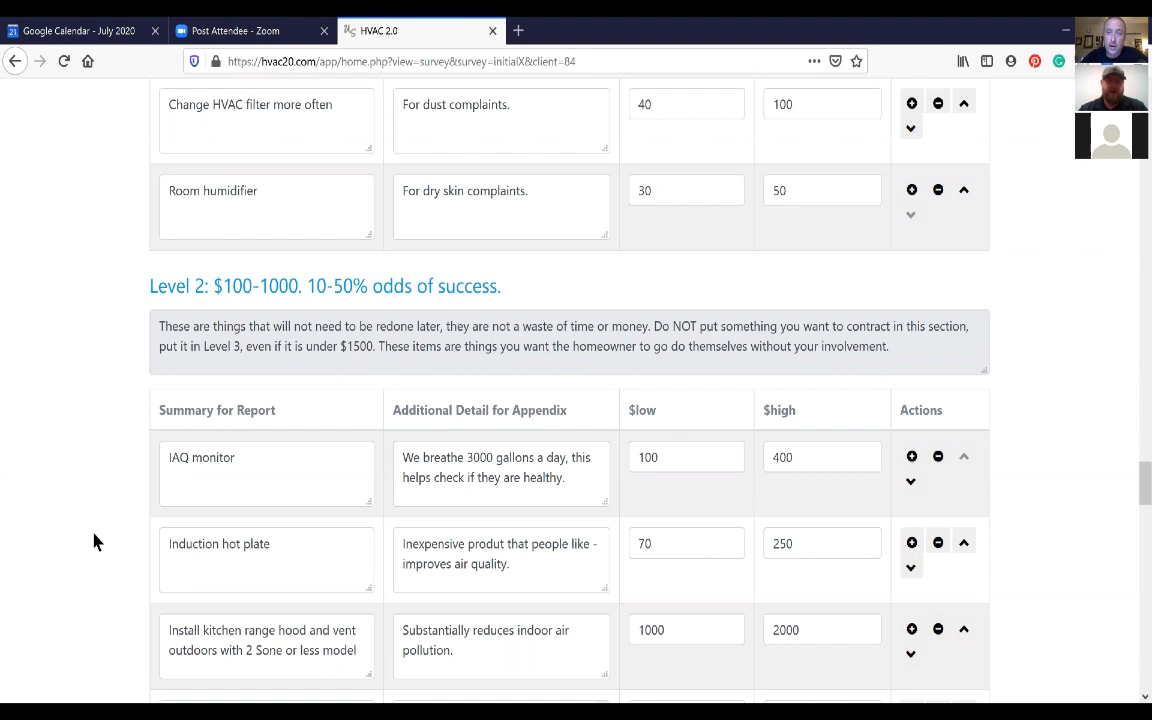 Google Calendar - July 2020
Post Attendee - Zoom
HVAC 2.0
https://hvac20.com/app/home.php?view=survey&survey=initialX&client=84
Change HVAC filter more often
For dust complaints.
40
100
Room humidifier
For dry skin complaints.
30
50
Level 2: $100-1000. 10-50% odds of success.
These are things that will not need to be redone later, they are not a waste of time or money. Do NOT put something you want to contract in this section,
put it in Level 3, even if it is under $1500. These items are things you want the homeowner to go do themselves without your involvement.
Summary for Report
Additional Detail for Appendix
$low
$high
Actions
IAQ monitor
We breathe 3000 gallons a day, this
helps check if they are healthy.
100
400
Induction hot plate
Inexpensive produt that people like -
improves air quality.
70
250
Install kitchen range hood and vent
outdoors with 2 Sone or less model
Substantially reduces indoor air
pollution.
1000
2000